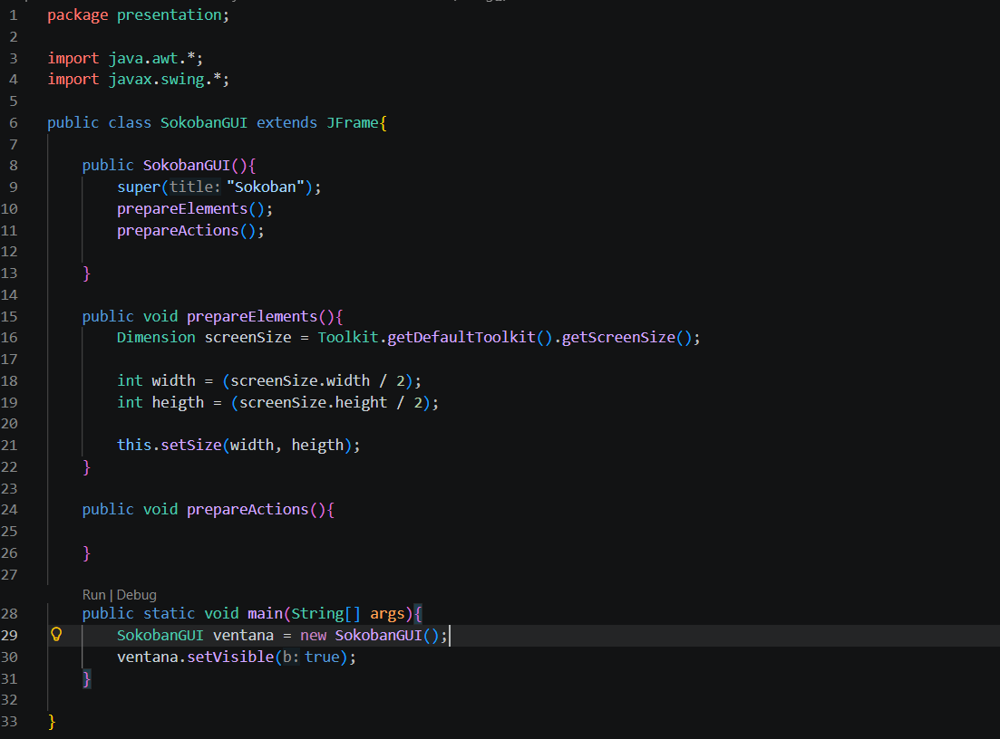 1 package presentation;
2
3 import java.awt.*;
4 import javax.swing.*;
5
6 public class SokobanGUI extends JFrame{
7
8 public SokobanGUI(){
9 super(title: "Sokoban");
10 prepareElements();
11 prepareActions();
12
13 }
14
15 public void prepareElements(){
16 Dimension screenSize = Toolkit.getDefaultToolkit().getScreenSize();
17
18 int width = (screenSize.width / 2);
19 int heigth = (screenSize.height / 2);
20
21 this.setSize(width, heigth);
22 }
23
24 public void prepareActions(){
25
26 }
27
Run | Debug
28 public static void main(String[] args){
29 SokobanGUI ventana = new SokobanGUI();
30 ventana.setVisible(b: true);
31 }
32
33 }